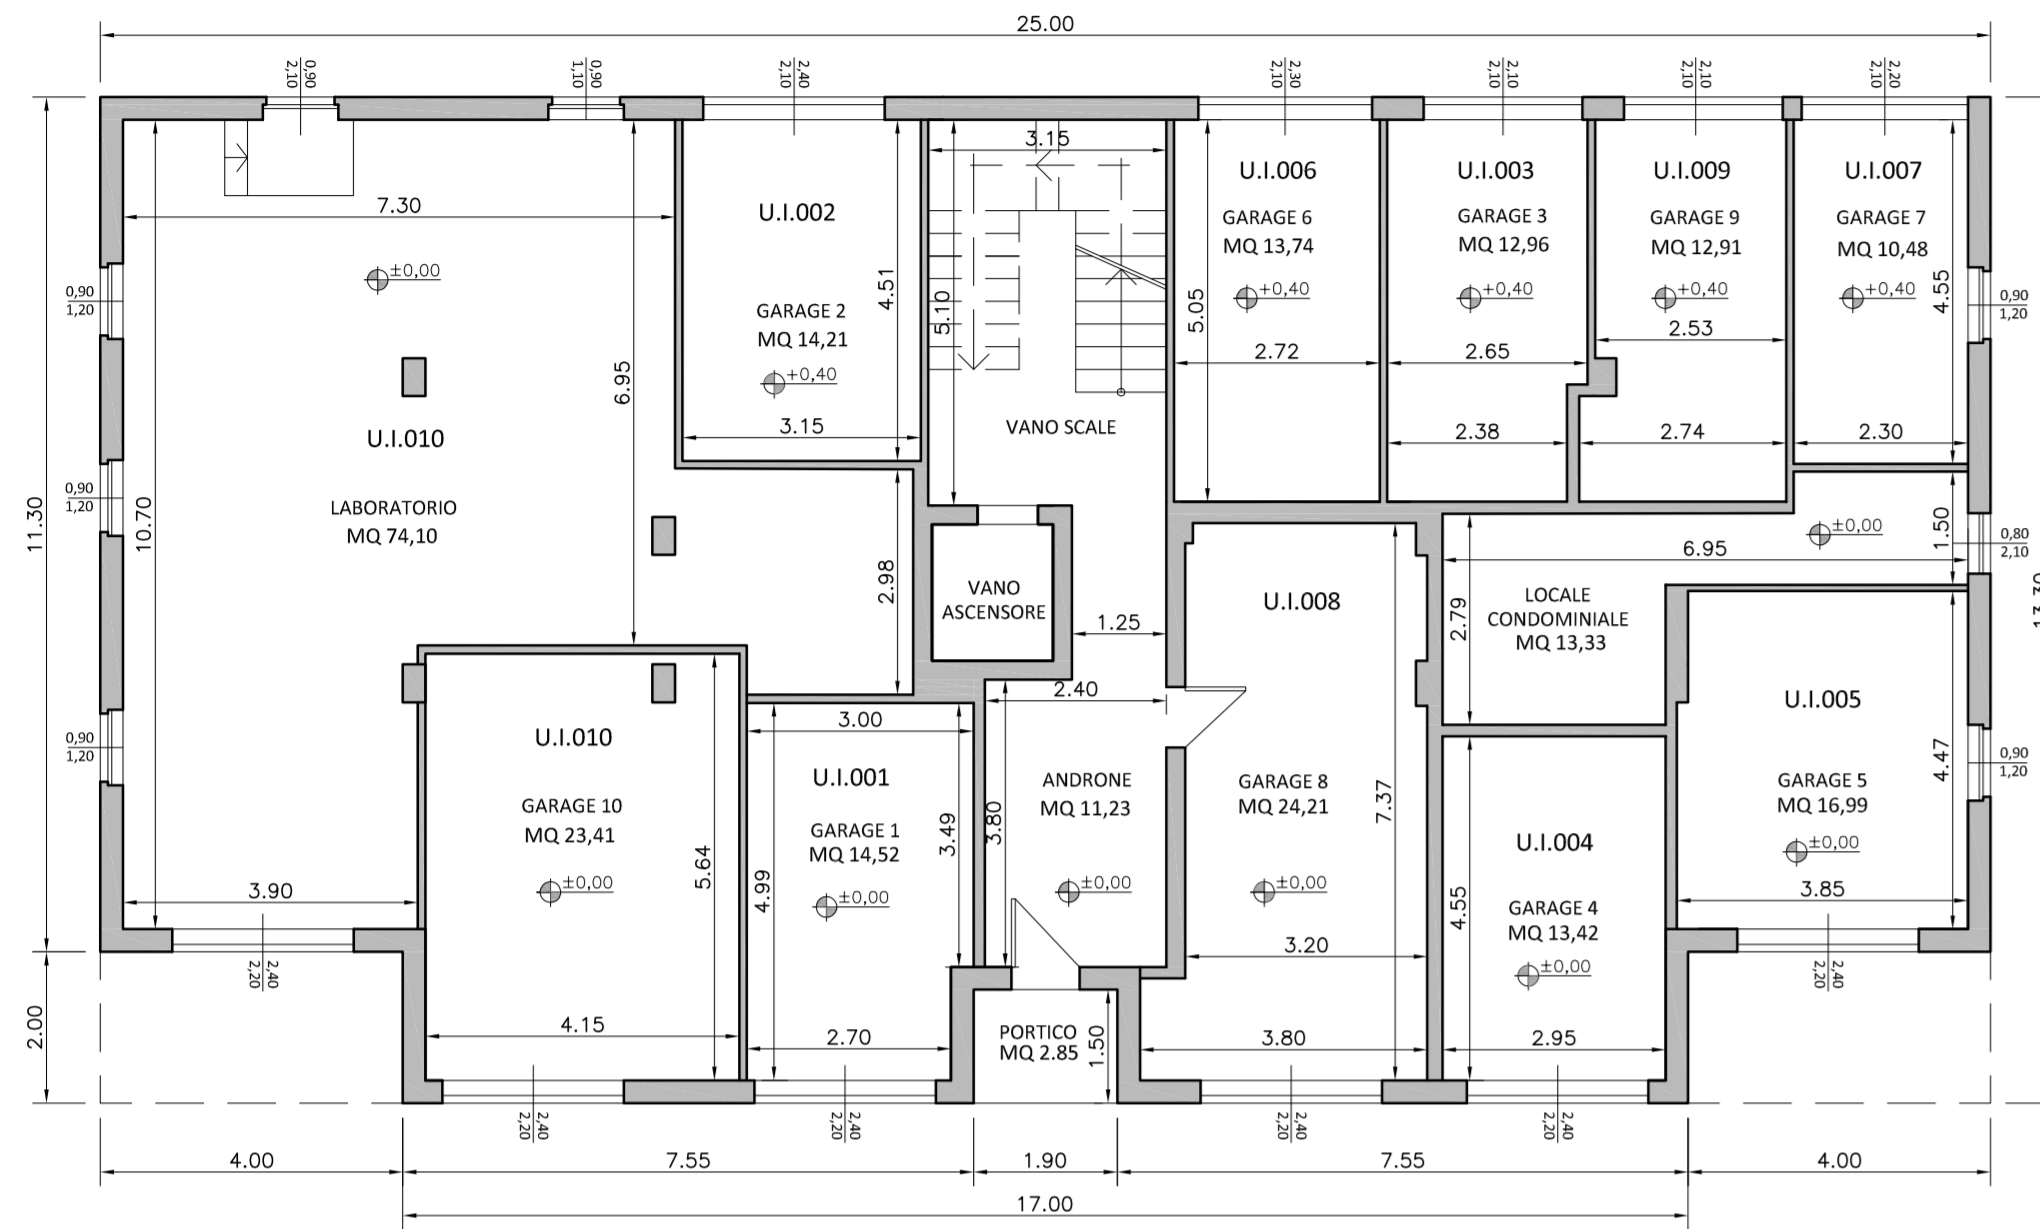 25.00
0,90
2,10
0,90
1,10
2,40
2,10
2,30
2,10
2,10
2,10
2,10
2,10
2,20
2,10
3.15
U.I.006
U.I.003
U.I.009
U.I.007
7.30
U.I.002
GARAGE 6
MQ 13,74
GARAGE 3
MQ 12,96
GARAGE 9
MQ 12,91
GARAGE 7
MQ 10,48
±0,00
4.51
5.10
5.05
+0,40
+0,40
+0,40
+0,40
4.55
0,90
1,20
0,90
1,20
GARAGE 2
MQ 14,21
+0,40
2.53
2.72
2.65
6.95
3.15
VANO SCALE
2.38
2.74
2.30
U.I.010
LABORATORIO
MQ 74,10
0,90
1,20
11.30
10.70
±0,00
1.50
0,80
2,10
6.95
2.98
VANO
ASCENSORE
U.I.008
LOCALE
CONDOMINIALE
MQ 13,33
2.79
1.25
2.40
U.I.005
3.00
U.I.010
0,90
1,20
U.I.001
ANDRONE
MQ 11,23
GARAGE 8
MQ 24,21
7.37
GARAGE 5
MQ 16,99
4.47
0,90
1,20
GARAGE 10
MQ 23,41
GARAGE 1
MQ 14,52
3.49
3.80
U.I.004
±0,00
5.64
4.99
±0,00
±0,00
±0,00
±0,00
3.90
3.85
4.55
GARAGE 4
MQ 13,42
±0,00
3.20
2,40
2,20
2,40
2,20
2.00
4.15
2.70
PORTICO
MQ 2.85
1.50
3.80
2.95
2,40
2,20
2,40
2,20
2,40
2,20
2,40
2,20
4.00
7.55
1.90
7.55
4.00
17.00